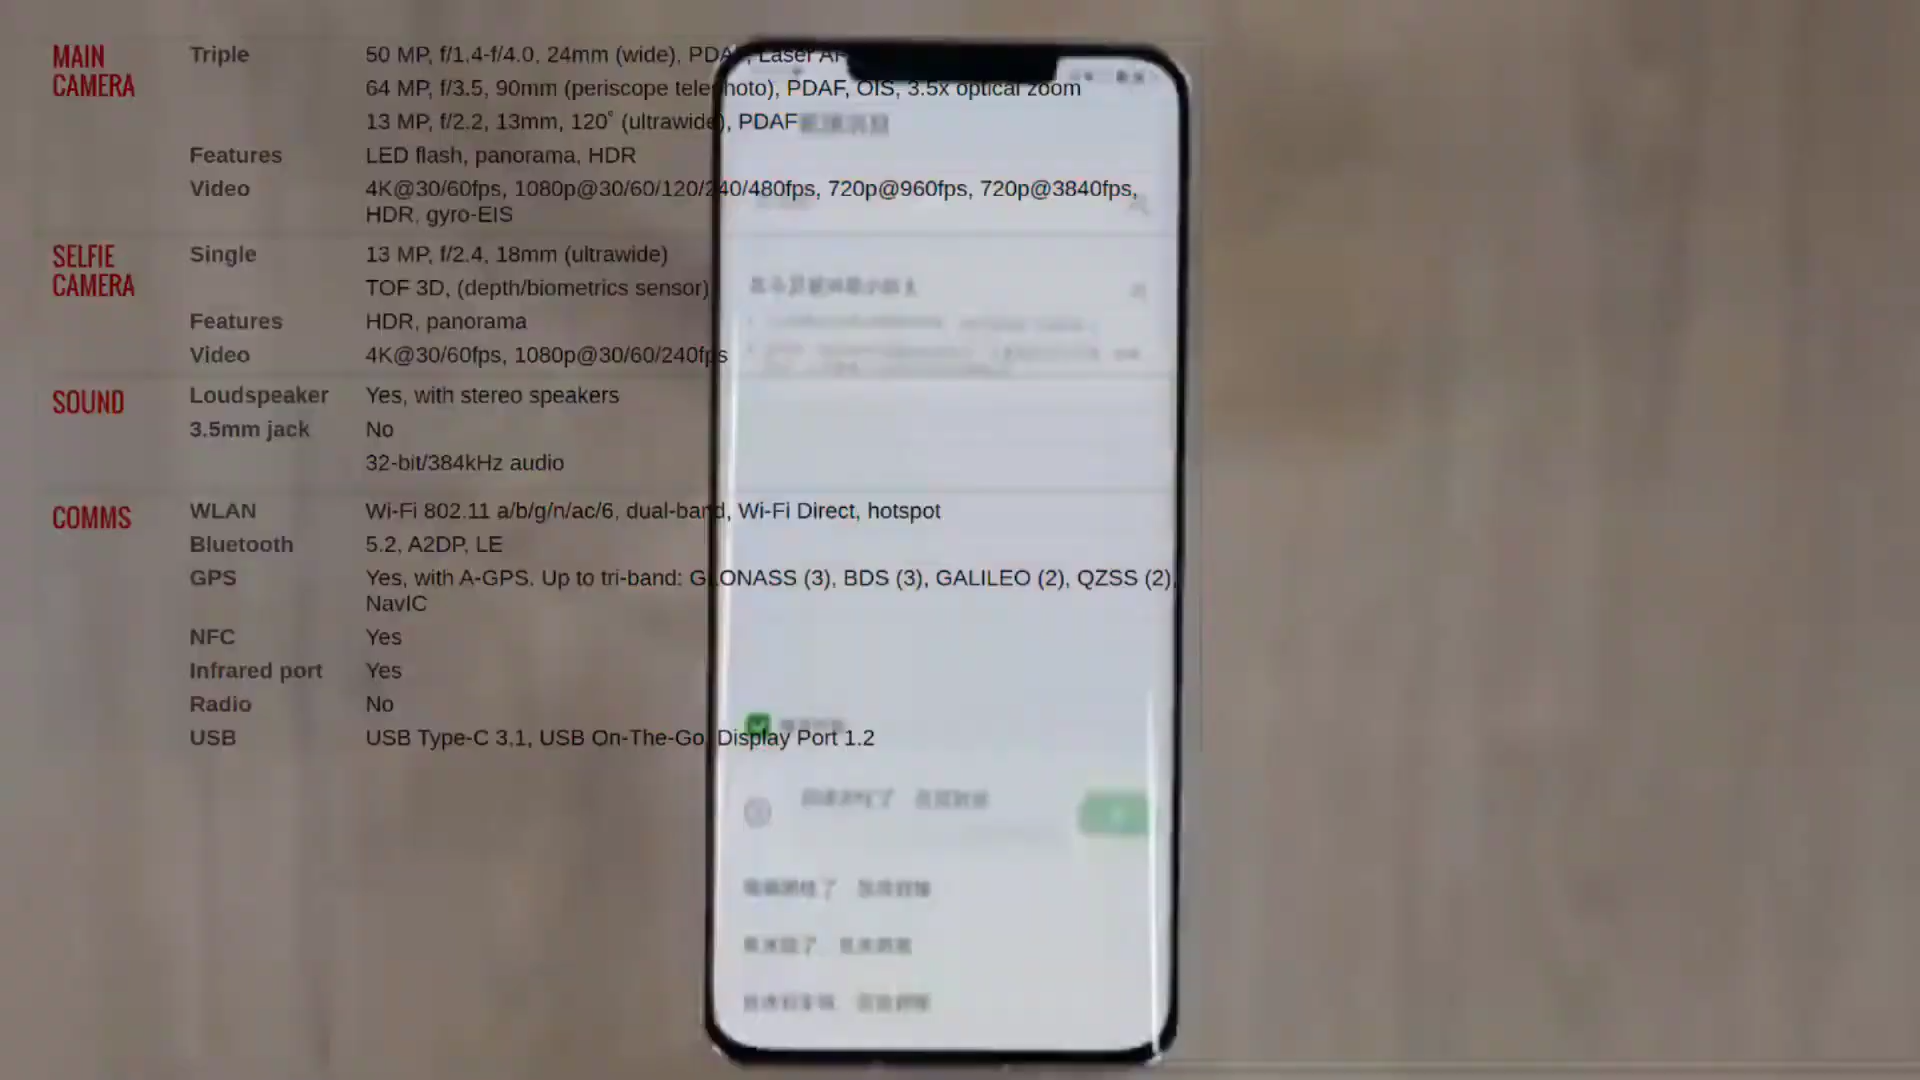 MAIN CAMERA
Triple 50 MP, f/1.4-f/4.0, 24mm (wide), PDAF, Laser AF
64 MP, f/3.5, 90mm (periscope telephoto), PDAF, OIS, 3.5x optical zoom
13 MP, f/2.2, 13mm, 120˚ (ultrawide), PDAF
Features LED flash, panorama, HDR
Video 4K@30/60fps, 1080p@30/60/120/240/480fps, 720p@960fps, 720p@3840fps,
HDR, gyro-EIS
SELFIE CAMERA
Single 13 MP, f/2.4, 18mm (ultrawide)
TOF 3D, (depth/biometrics sensor)
Features HDR, panorama
Video 4K@30/60fps, 1080p@30/60/240fps
SOUND
Loudspeaker Yes, with stereo speakers
3.5mm jack No
32-bit/384kHz audio
COMMS
WLAN Wi-Fi 802.11 a/b/g/n/ac/6, dual-band, Wi-Fi Direct, hotspot
Bluetooth 5.2, A2DP, LE
GPS Yes, with A-GPS. Up to tri-band: GLONASS (3), BDS (3), GALILEO (2), QZSS (2),
NavIC
NFC Yes
Infrared port Yes
Radio No
USB USB Type-C 3.1, USB On-The-Go, Display Port 1.2